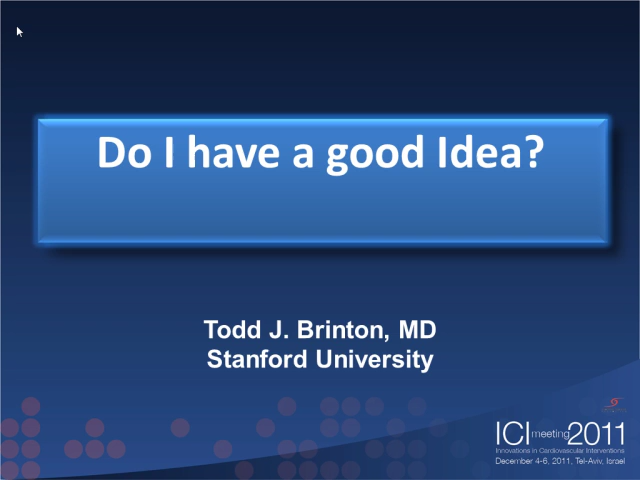 Do I have a good Idea?
Todd J. Brinton, MD
Stanford University
ICI meeting 2011
Innovations in Cardiovascular Interventions
December 4-6, 2011, Tel-Aviv, Israel